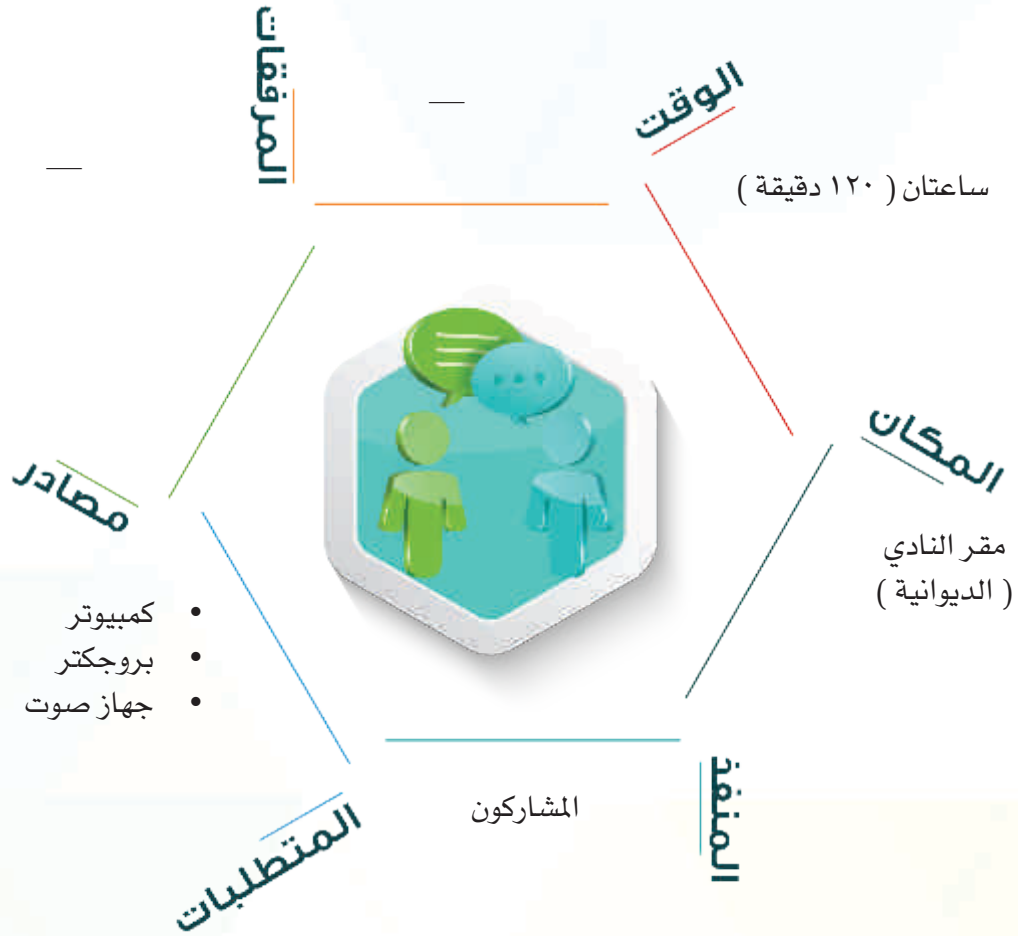 الوقت
ساعتان ( ١٢٠ دقيقة )
المكان
مقر النادي
( الديوانية )
المنفذ
المشاركون
المتطلبات
• كمبيوتر
• بروجكتر
• جهاز صوت
مصادر
—
المرفقات
—